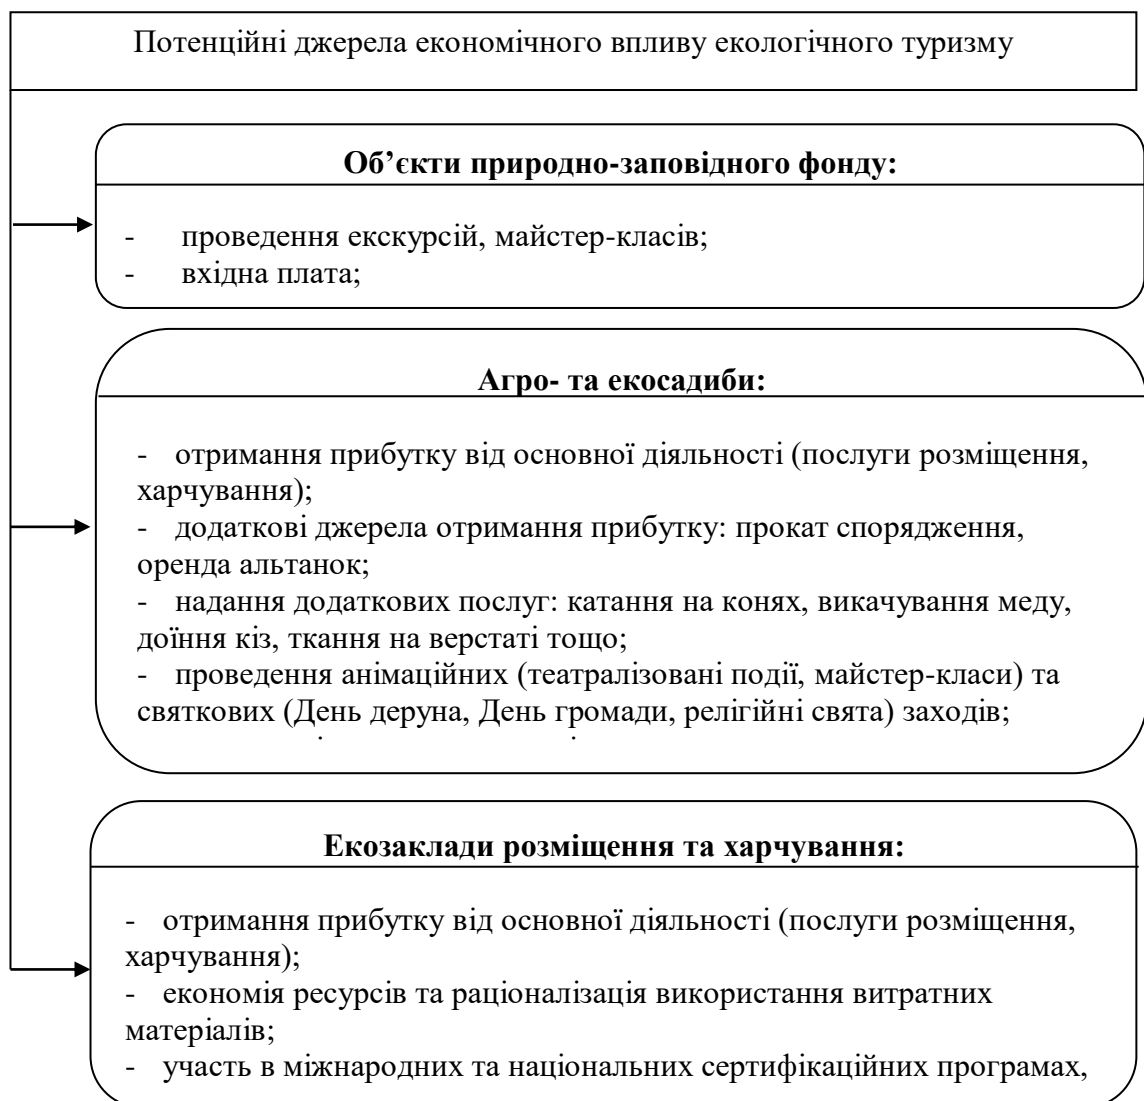 Потенційні джерела економічного впливу екологічного туризму
Об’єкти природно-заповідного фонду:
- проведення екскурсій, майстер-класів;
- вхідна плата;
Агро- та екосадиби:
- отримання прибутку від основної діяльності (послуги розміщення,
харчування);
- додаткові джерела отримання прибутку: прокат спорядження,
оренда альтанок;
- надання додаткових послуг: катання на конях, викачування меду,
доїння кіз, ткання на верстаті тощо;
- проведення анімаційних (театралізовані події, майстер-класи) та
святкових (День деруна, День громади, релігійні свята) заходів;
Екозаклади розміщення та харчування:
- отримання прибутку від основної діяльності (послуги розміщення,
харчування);
- економія ресурсів та раціоналізація використання витратних
матеріалів;
- участь в міжнародних та національних сертифікаційних програмах,